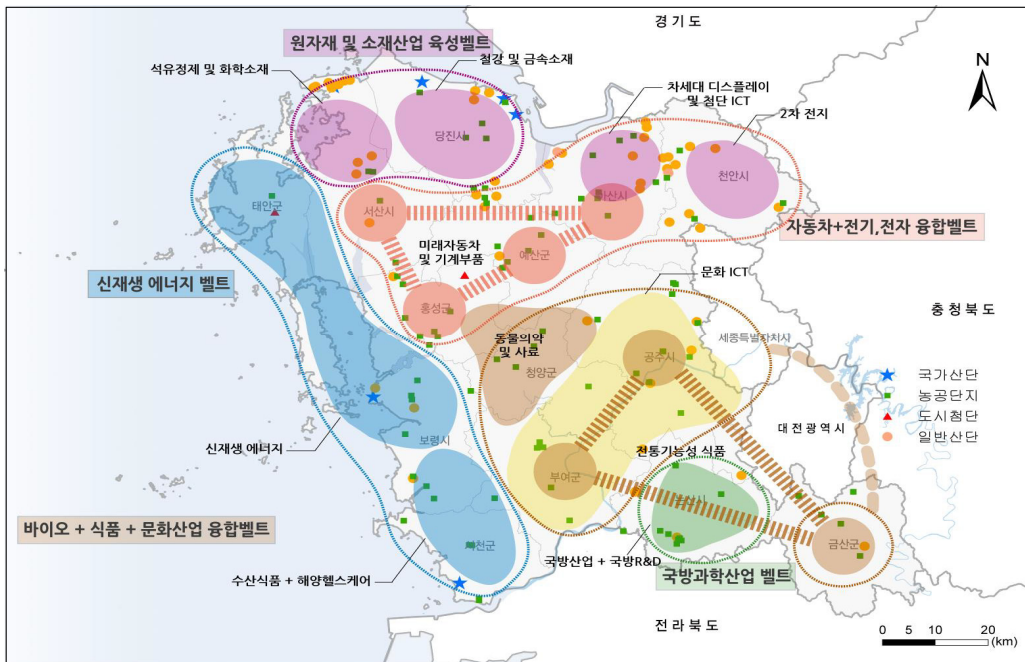 경 기 도
원자재 및 소재산업 육성벨트
석유정제 및 화학소재
철강 및 금속소재
차세대 디스플레이
및 첨단 ICT
2차 전지
N
당진시
천안시
아산시
서산시
태안군
자동차+전기,전자 융합벨트
미래자동차
및 기계부품
예산군
신재생 에너지 벨트
문화 ICT
홍성군
충 청 북 도
동물의약
및 사료
세종특별자치시
공주시
청양군
국가산단
농공단지
도시첨단
일반산단
대 전 광 역 시
보령시
신재생 에너지
전통기능성 식품
부여군
논산시
바이오 + 식품 + 문화산업 융합벨트
서천군
금산군
국방산업 + 국방R&D
국방과학산업 벨트
수산식품 + 해양헬스케어
전 라 북 도
0 5 10 20
(km)